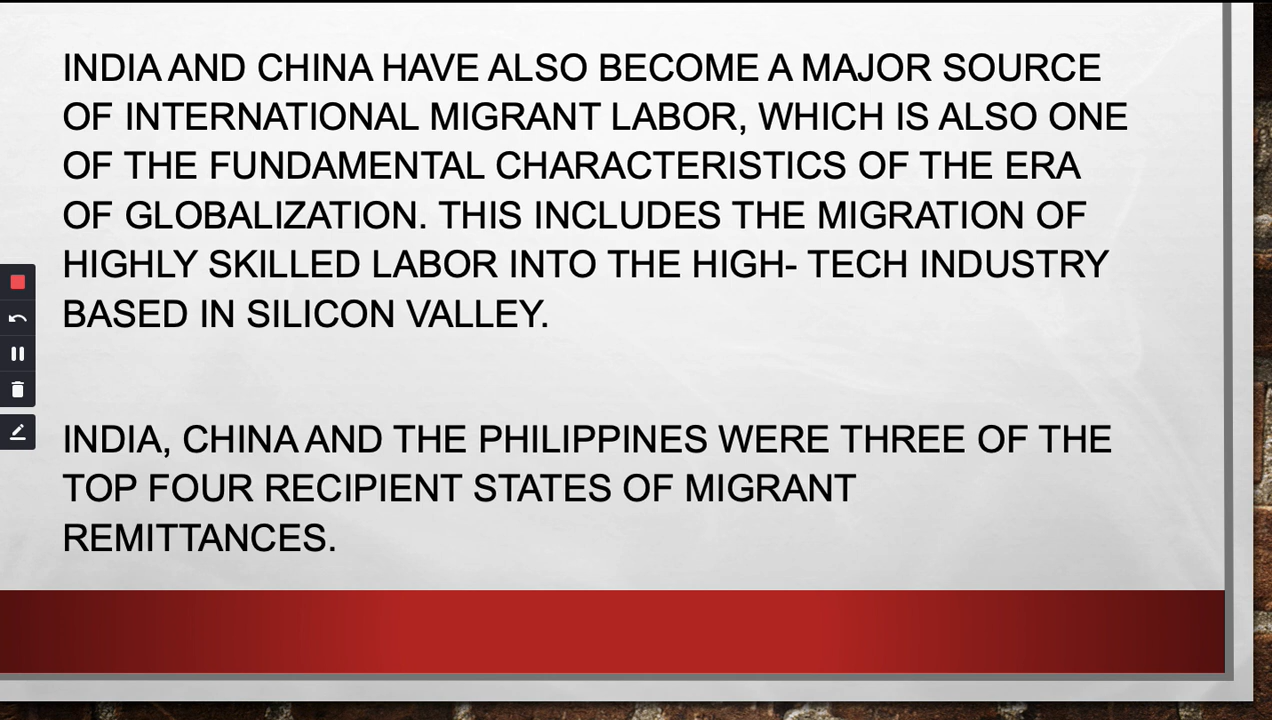 INDIA AND CHINA HAVE ALSO BECOME A MAJOR SOURCE
OF INTERNATIONAL MIGRANT LABOR, WHICH IS ALSO ONE
OF THE FUNDAMENTAL CHARACTERISTICS OF THE ERA
OF GLOBALIZATION. THIS INCLUDES THE MIGRATION OF
HIGHLY SKILLED LABOR INTO THE HIGH- TECH INDUSTRY
BASED IN SILICON VALLEY.
INDIA, CHINA AND THE PHILIPPINES WERE THREE OF THE
TOP FOUR RECIPIENT STATES OF MIGRANT
REMITTANCES.